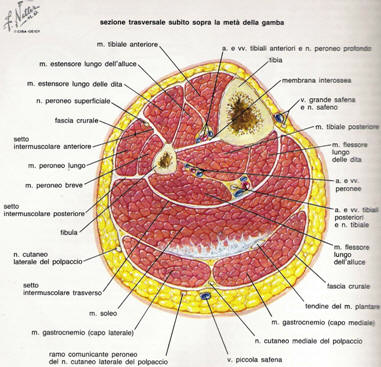 F. Netter
M.D.
© CIBA-GEIGY
sezione trasversale subito sopra la metà della gamba
m. tibiale anteriore
a. e vv. tibiali anteriori e n. peroneo profondo
m. estensore lungo dell'alluce
tibia
m. estensore lungo delle dita
membrana interossea
n. peroneo superficiale
v. grande safena
e n. safeno
fascia crurale
m. tibiale posteriore
setto
intermuscolare anteriore
m. flessore
lungo
delle dita
m. peroneo lungo
m. peroneo breve
a. e vv.
peronee
setto
intermuscolare posteriore
a. e vv. tibiali
posteriori
e n. tibiale
fibula
m. flessore
lungo
dell'alluce
n. cutaneo
laterale del polpaccio
fascia crurale
setto
intermuscolare trasverso
tendine del m. plantare
m. soleo
m. gastrocnemio (capo mediale)
m. gastrocnemio (capo laterale)
n. cutaneo mediale del polpaccio
ramo comunicante peroneo
del n. cutaneo laterale del polpaccio
v. piccola safena